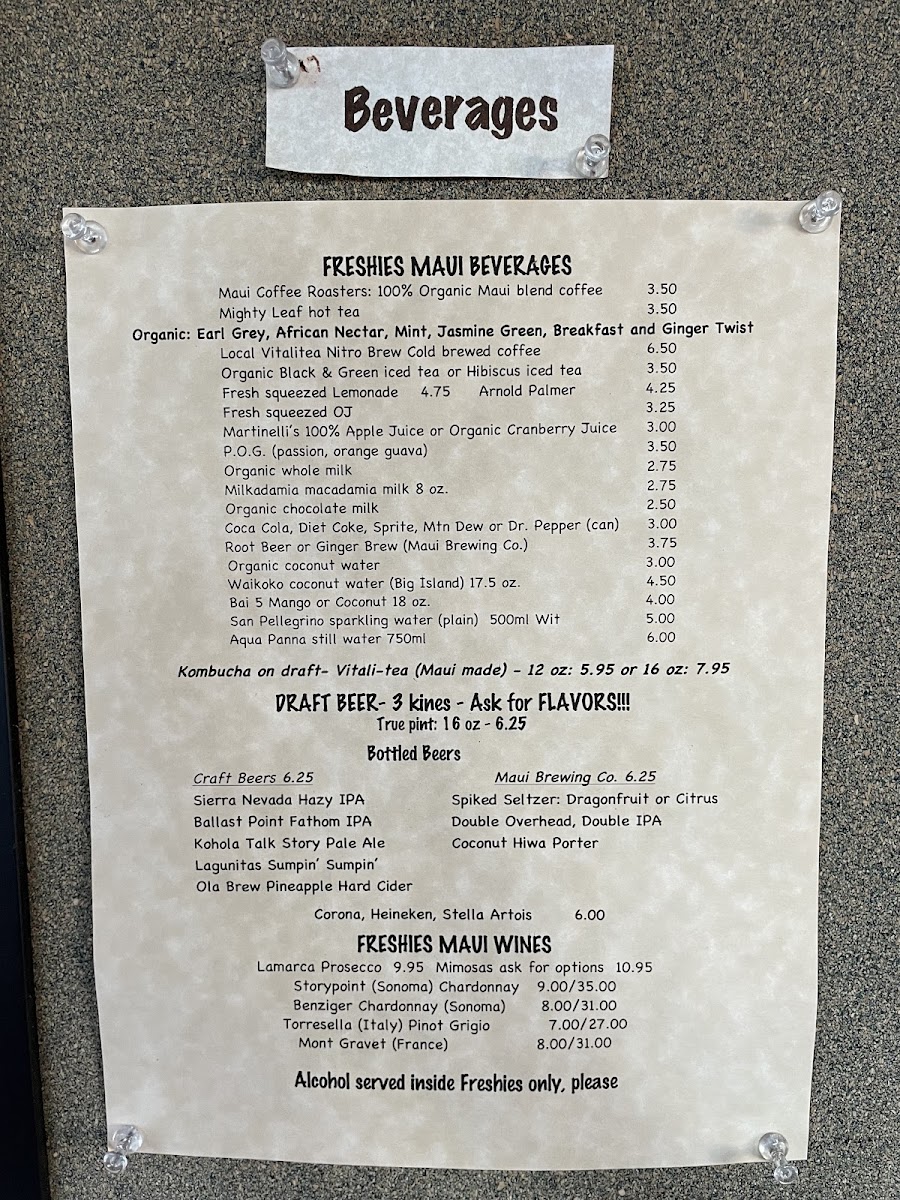 Beverages
FRESHIES MAUI BEVERAGES
Maui Coffee Roasters: 100% Organic Maui blend coffee 3.50
Mighty Leaf hot tea 3.50
Organic: Earl Grey, African Nectar, Mint, Jasmine Green, Breakfast and Ginger Twist
Local Vitalitea Nitro Brew Cold brewed coffee 6.50
Organic Black & Green iced tea or Hibiscus iced tea 3.50
Fresh squeezed Lemonade 4.75 Arnold Palmer 4.25
Fresh squeezed OJ 3.25
Martinelli's 100% Apple Juice or Organic Cranberry Juice 3.00
P.O.G. (passion, orange guava) 3.50
Organic whole milk 2.75
Milkadamia macadamia milk 8 oz. 2.75
Organic chocolate milk 2.50
Coca Cola, Diet Coke, Sprite, Mtn Dew or Dr. Pepper (can) 3.00
Root Beer or Ginger Brew (Maui Brewing Co.) 3.75
Organic coconut water 3.00
Waikoko coconut water (Big Island) 17.5 oz. 4.50
Bai 5 Mango or Coconut 18 oz. 4.00
San Pellegrino sparkling water (plain) 500ml Wit 5.00
Aqua Panna still water 750ml 6.00
Kombucha on draft- Vitali-tea (Maui made) - 12 oz: 5.95 or 16 oz: 7.95
DRAFT BEER- 3 kines - Ask for FLAVORS!!!
True pint: 16 oz - 6.25
Bottled Beers
Craft Beers 6.25 Maui Brewing Co. 6.25
Sierra Nevada Hazy IPA Spiked Seltzer: Dragonfruit or Citrus
Ballast Point Fathom IPA Double Overhead, Double IPA
Kohola Talk Story Pale Ale Coconut Hiwa Porter
Lagunitas Sumpin' Sumpin'
Ola Brew Pineapple Hard Cider
Corona, Heineken, Stella Artois 6.00
FRESHIES MAUI WINES
Lamarca Prosecco 9.95 Mimosas ask for options 10.95
Storypoint (Sonoma) Chardonnay 9.00/35.00
Benziger Chardonnay (Sonoma) 8.00/31.00
Torresella (Italy) Pinot Grigio 7.00/27.00
Mont Gravet (France) 8.00/31.00
Alcohol served inside Freshies only, please